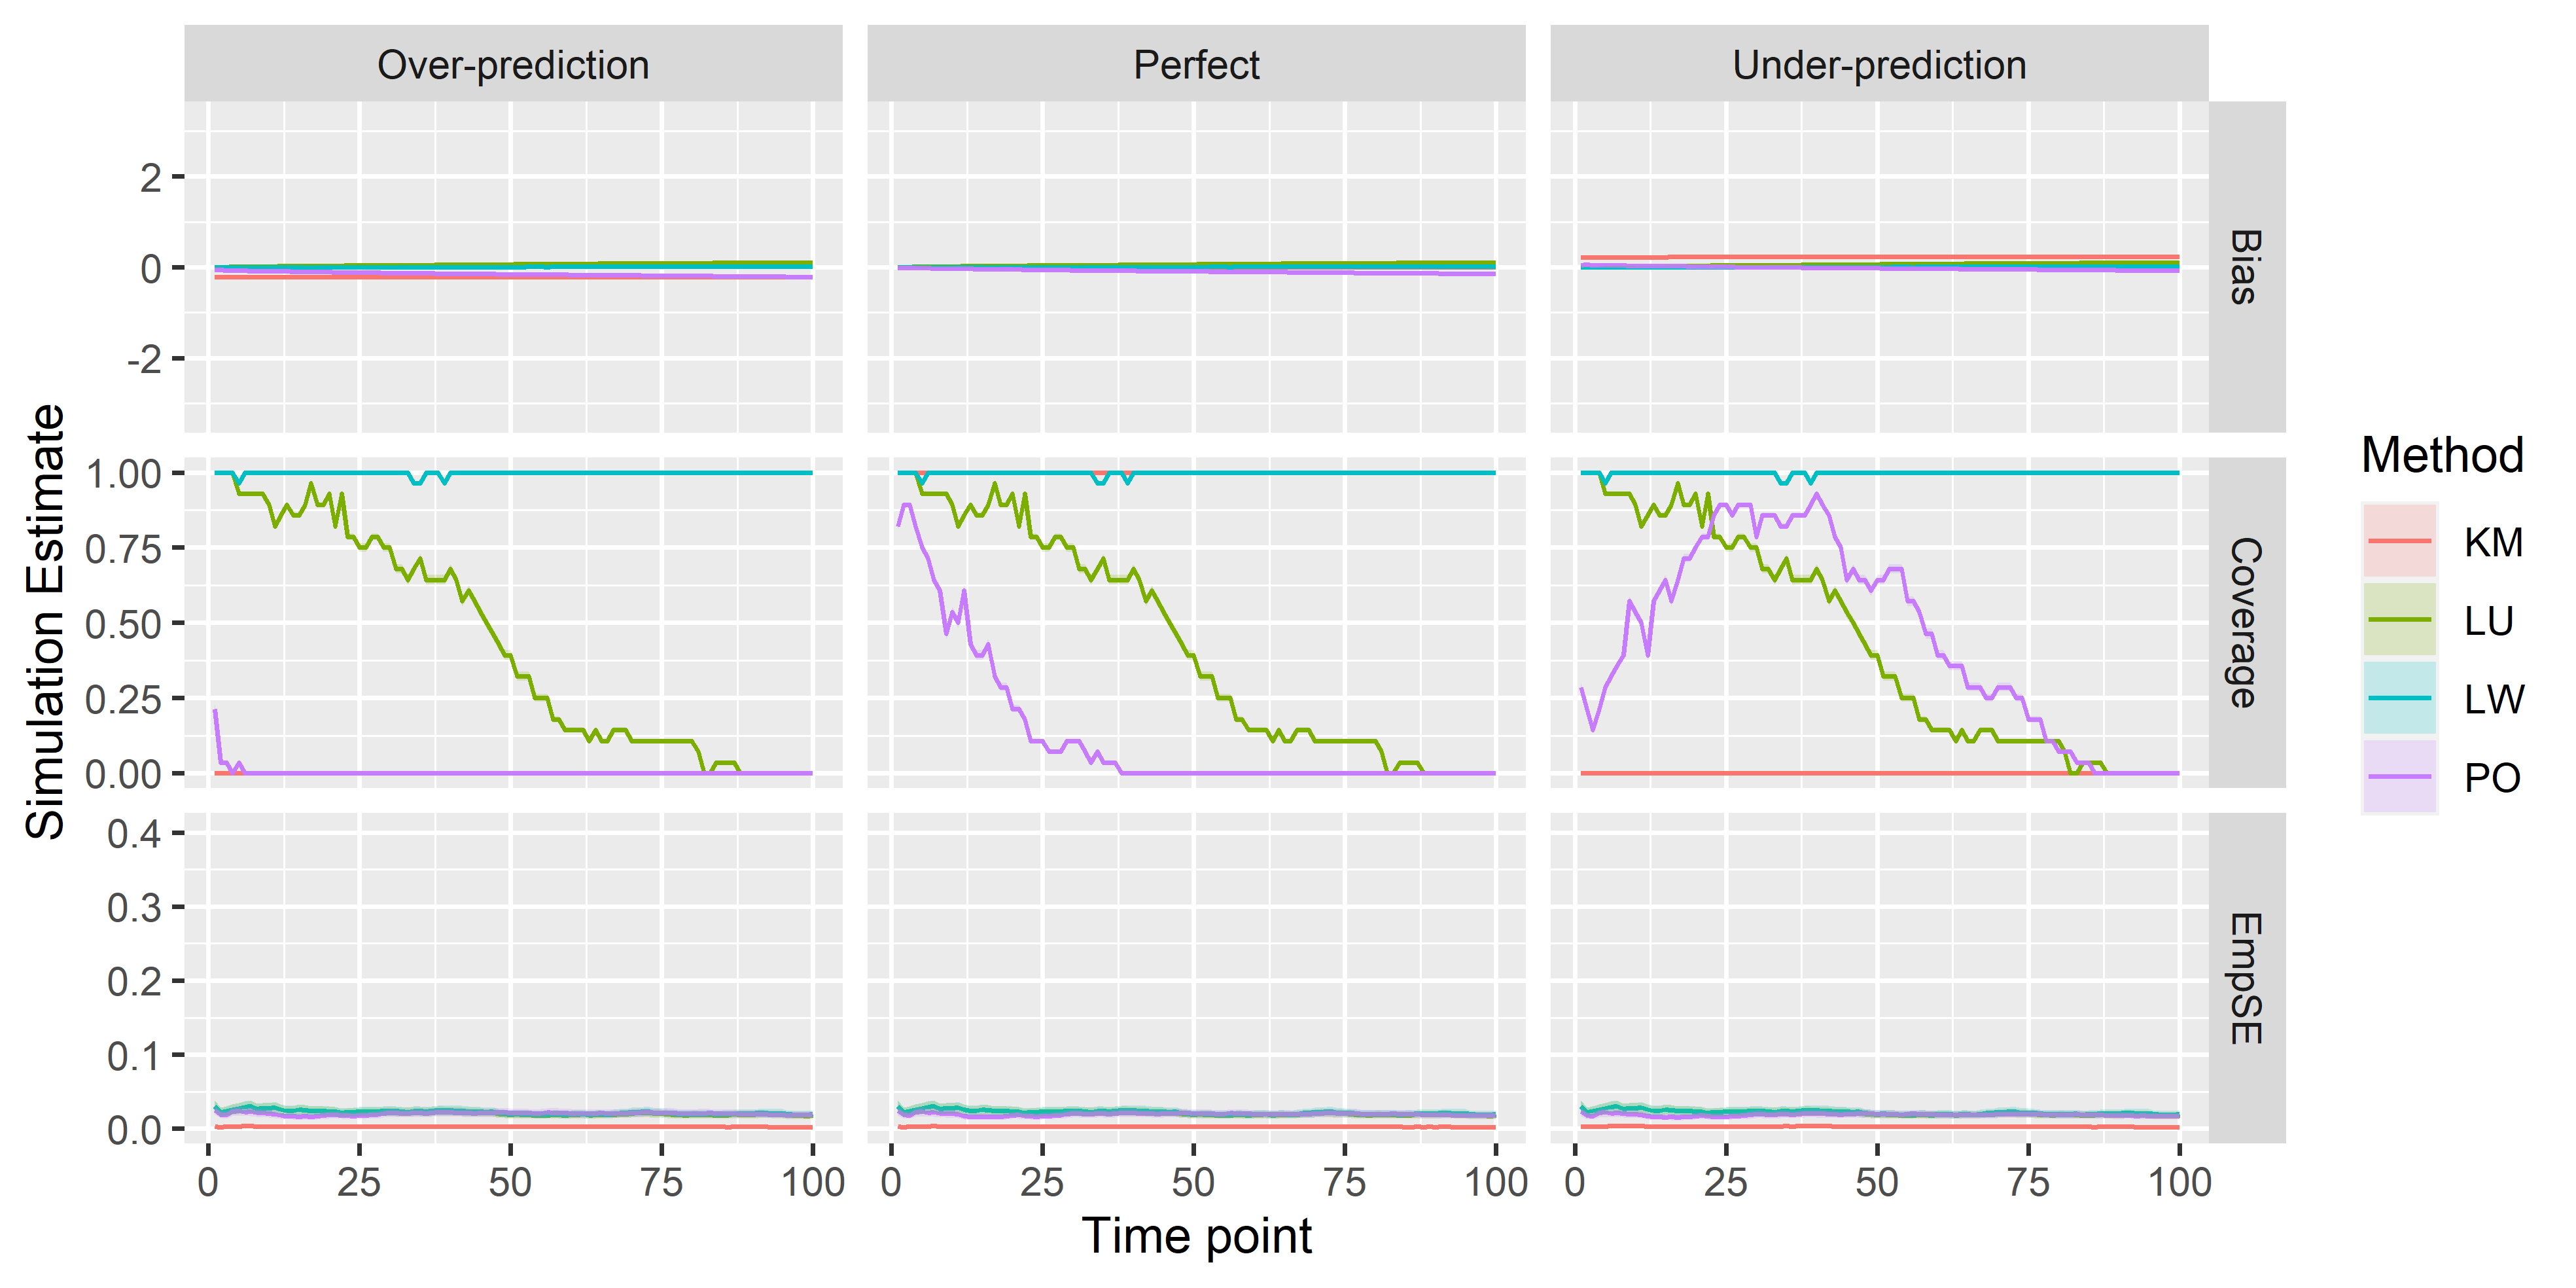 Over-prediction
Perfect
Under-prediction
2
0
-2
Bias
Simulation Estimate
1.00
0.75
0.50
0.25
0.00
Coverage
0.4
0.3
0.2
0.1
0.0
EmpSE
0 25 50 75 100
0 25 50 75 100
0 25 50 75 100
Time point
Method
KM
LU
LW
PO